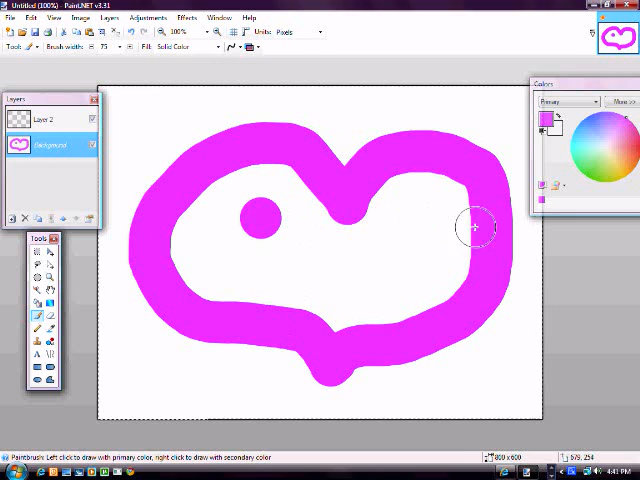 Untitled (100%) - Paint.NET v3.31
File Edit View Image Layers Adjustments Effects Window Help
100% Units: Pixels
Tool: Brush width: 75 Fill: Solid Color
Layers
Layer 2
Background
Colors
Primary More >>
Tools
Paintbrush: Left click to draw with primary color, right click to draw with secondary color 800 x 600 679, 254
4:41 PM